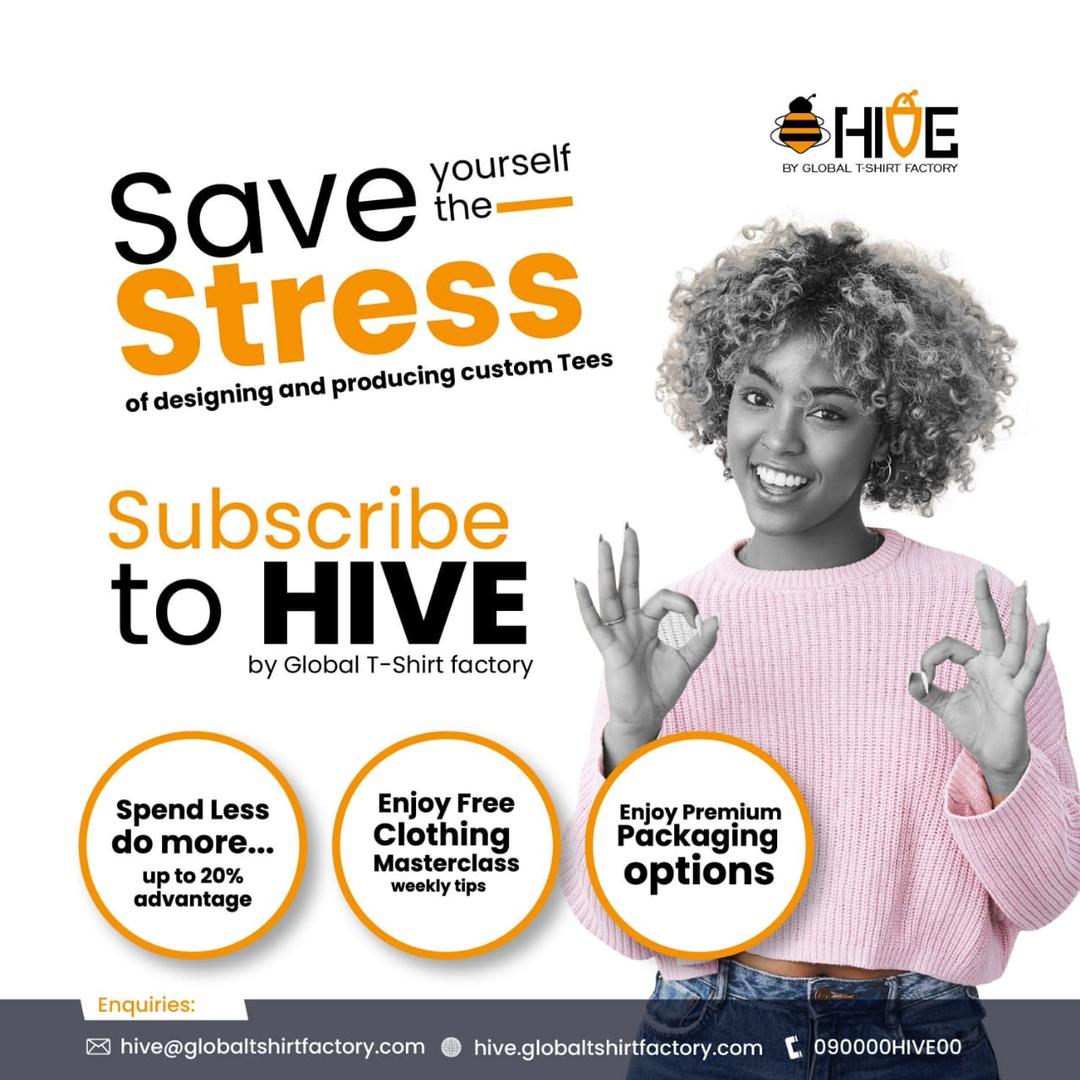 HIVE
BY GLOBAL T-SHIRT FACTORY
Save yourself
the
Stress
of designing and producing custom Tees
Subscribe
to HIVE
by Global T-Shirt factory
Spend Less
do more...
up to 20%
advantage
Enjoy Free
Clothing
Masterclass
weekly tips
Enjoy Premium
Packaging
options
Enquiries:
hive@globaltshirtfactory.com
hive.globaltshirtfactory.com
090000HIVE00